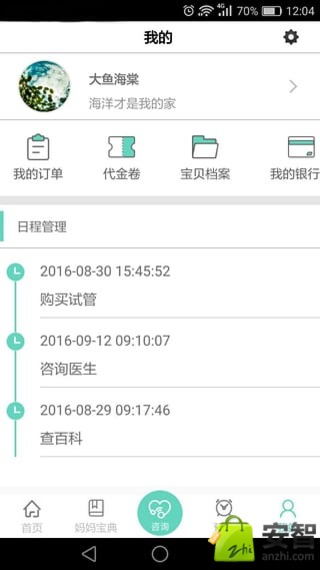 70% 12:04
我的
大鱼海棠
海洋才是我的家
我的订单 代金卷 宝贝档案 我的银行
日程管理
2016-08-30 15:45:52
购买试管
2016-09-12 09:10:07
咨询医生
2016-08-29 09:17:46
查百科
首页 妈妈宝典 咨询
安智
anzhi.com